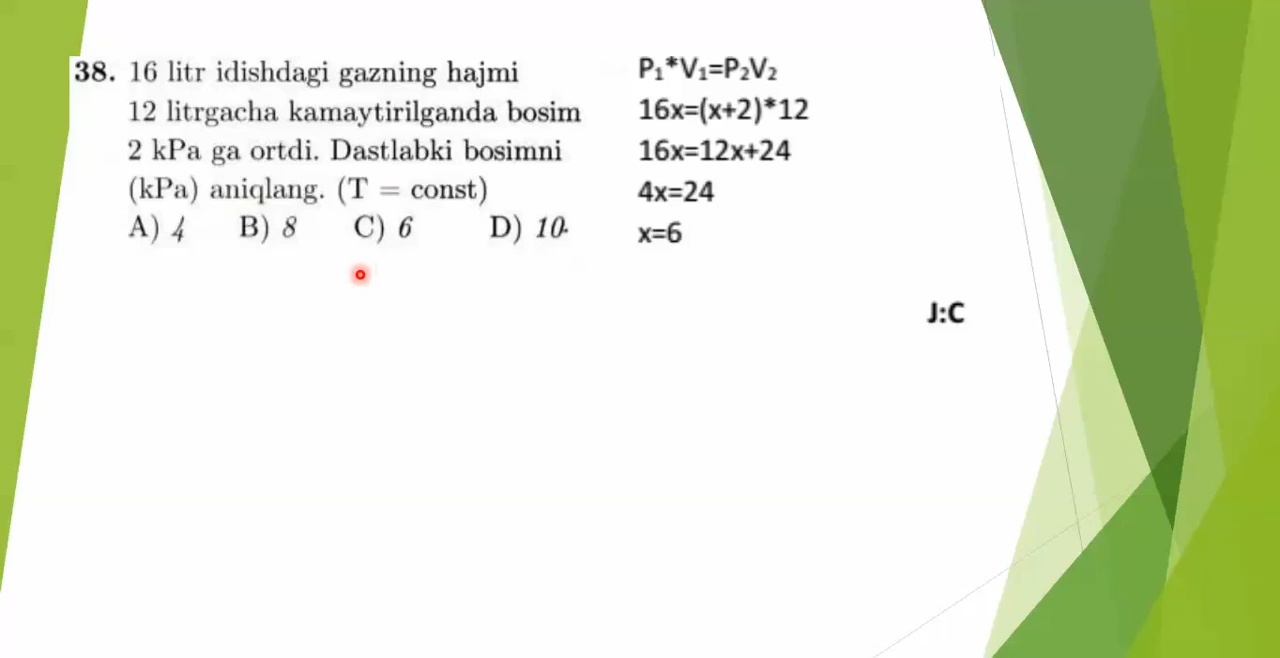 38. 16 litr idishdagi gazning hajmi
12 litrgacha kamaytirilganda bosim
2 kPa ga ortdi. Dastlabki bosimni
(kPa) aniqlang. (T = const)
A) 4 B) 8 C) 6 D) 10
P₁*V₁=P₂V₂
16x=(x+2)*12
16x=12x+24
4x=24
x=6
J:C